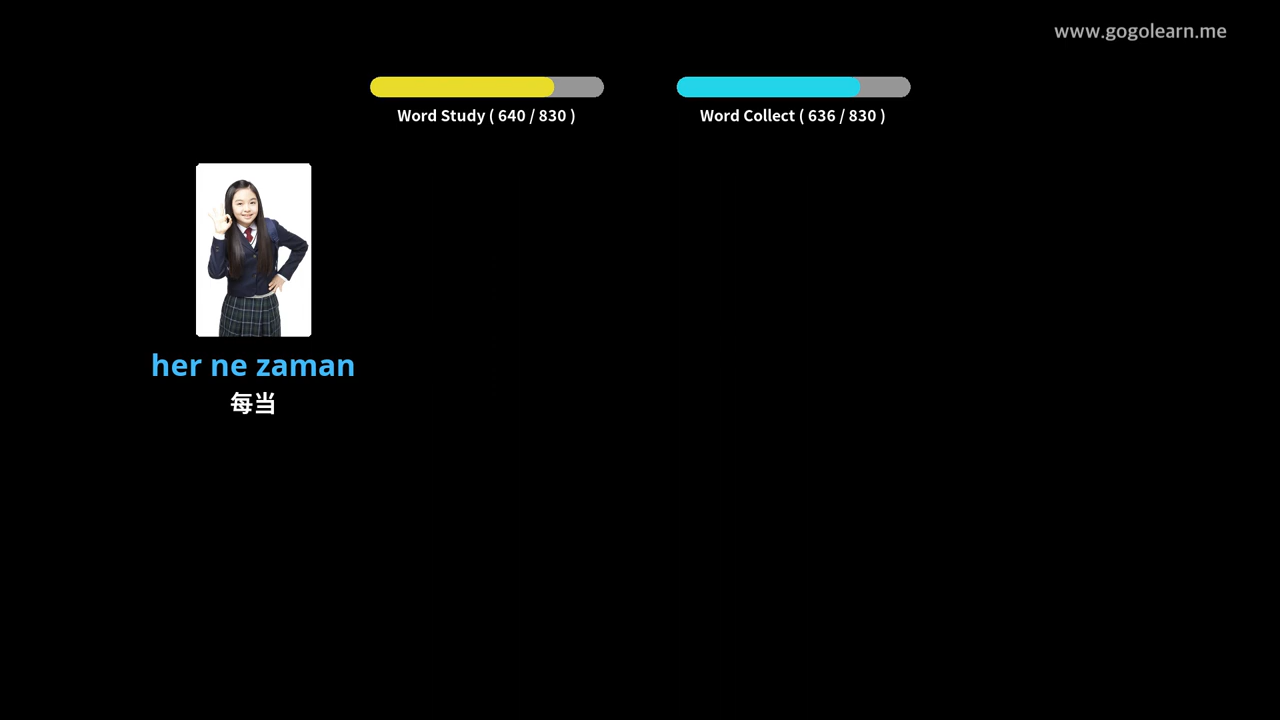 www.gogolearn.me
Word Study ( 640 / 830 )
Word Collect ( 636 / 830 )
her ne zaman
每当